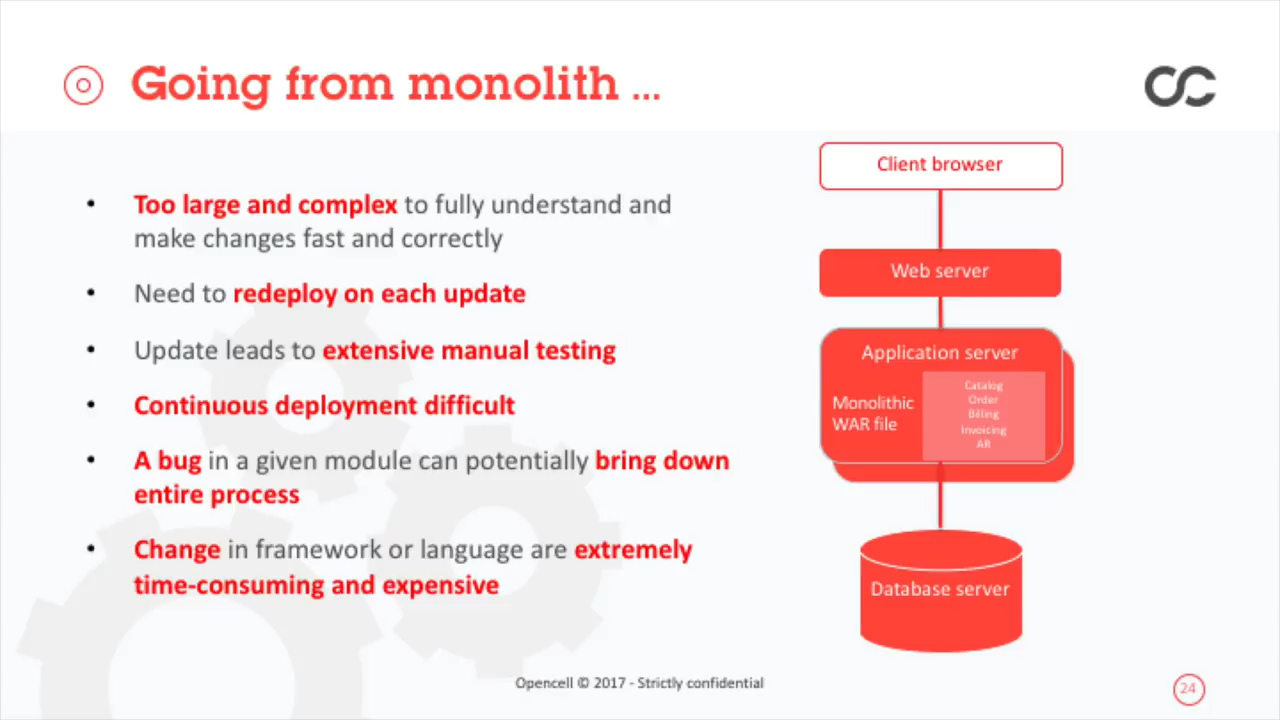 Going from monolith ...
• Too large and complex to fully understand and
make changes fast and correctly
• Need to redeploy on each update
• Update leads to extensive manual testing
• Continuous deployment difficult
• A bug in a given module can potentially bring down
entire process
• Change in framework or language are extremely
time-consuming and expensive
Client browser
Web server
Application server
Monolithic
WAR file
Catalog
Order
Billing
Invoicing
AR
Database server
Opencell © 2017 - Strictly confidential
24